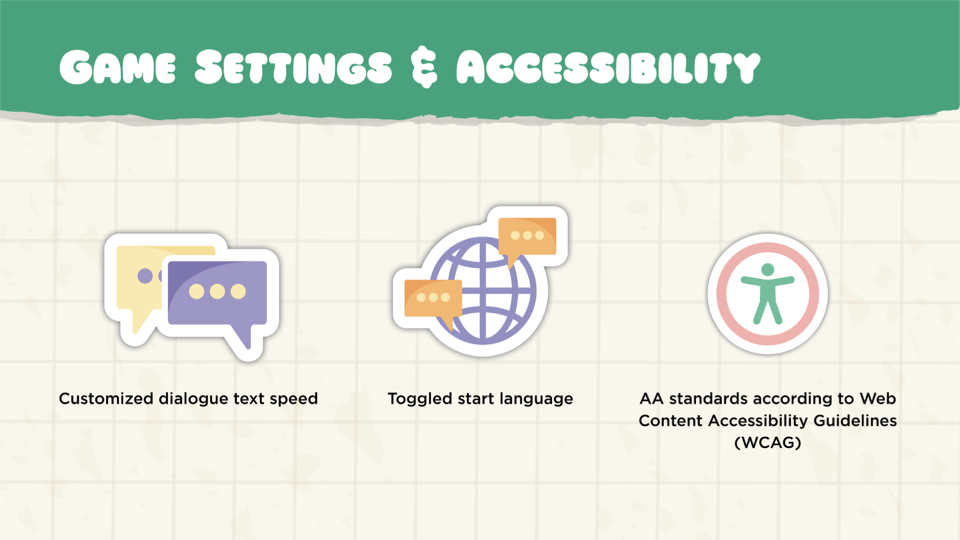 Game Settings & Accessibility
Customized dialogue text speed
Toggled start language
AA standards according to Web
Content Accessibility Guidelines
(WCAG)